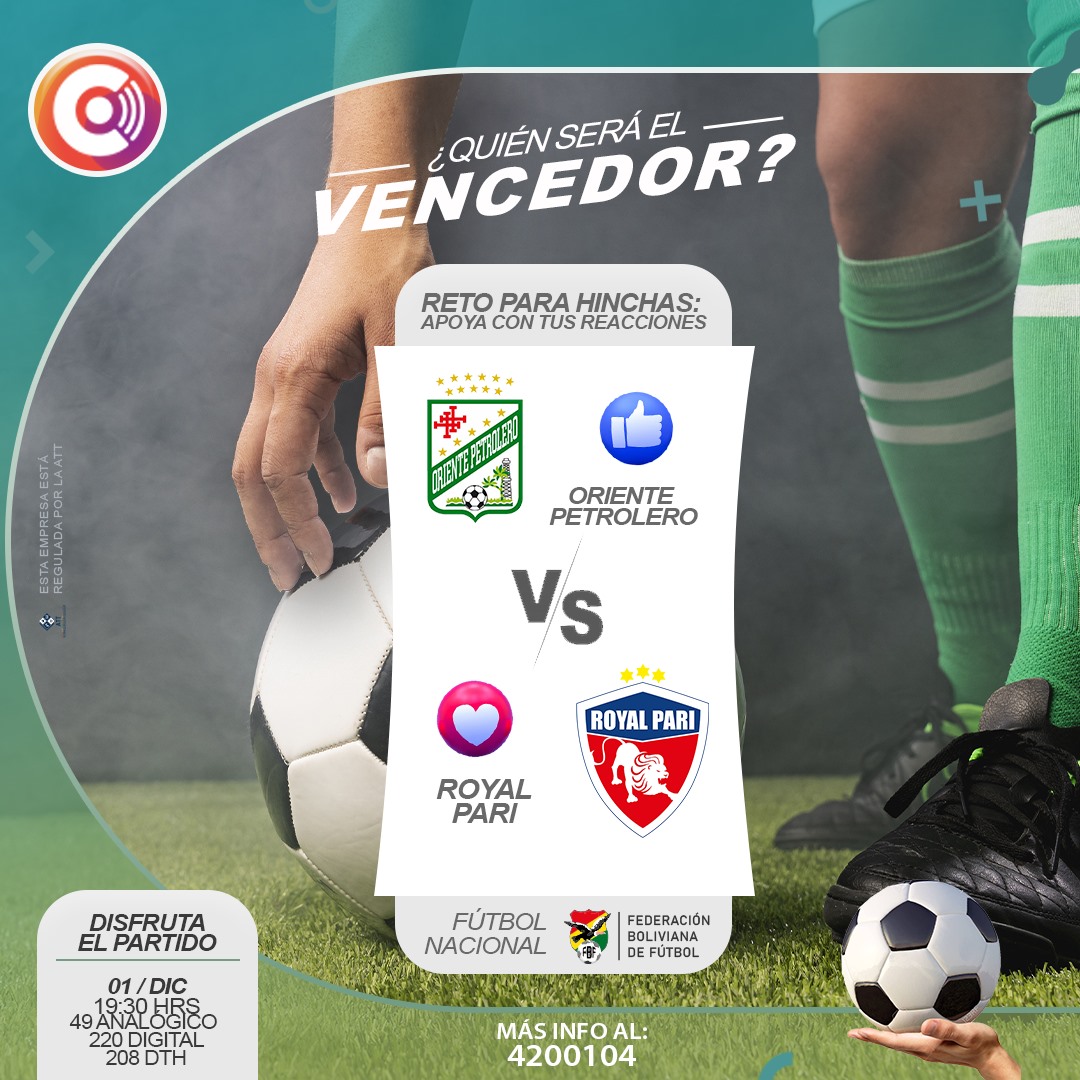 ¿QUIÉN SERÁ EL
VENCEDOR?
RETO PARA HINCHAS:
APOYA CON TUS REACCIONES
ORIENTE PETROLERO
ORIENTE
PETROLERO
VS
ROYAL
PARI
ROYAL PARI
FÚTBOL
NACIONAL
FBF
FEDERACIÓN
BOLIVIANA
DE FÚTBOL
ESTA EMPRESA ESTÁ
REGULADA POR LA ATT
ATT
DISFRUTA
EL PARTIDO
01 / DIC
19:30 HRS
49 ANALÓGICO
220 DIGITAL
208 DTH
MÁS INFO AL:
4200104